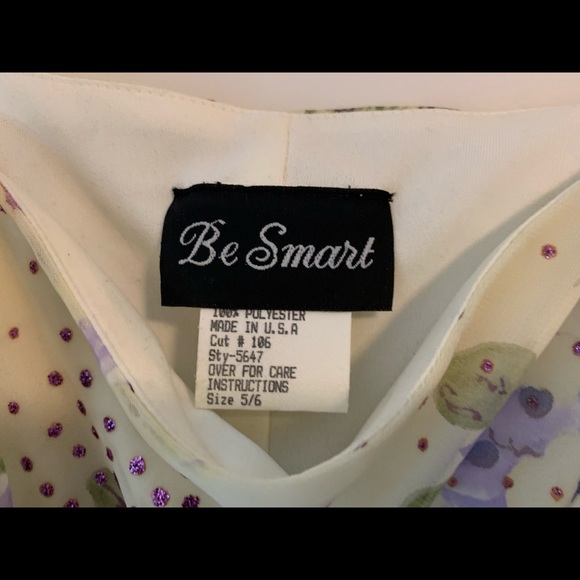 Be Smart
100% POLYESTER
MADE IN U.S.A
Cut # 106
Sty-5647
OVER FOR CARE
INSTRUCTIONS
Size 5/6